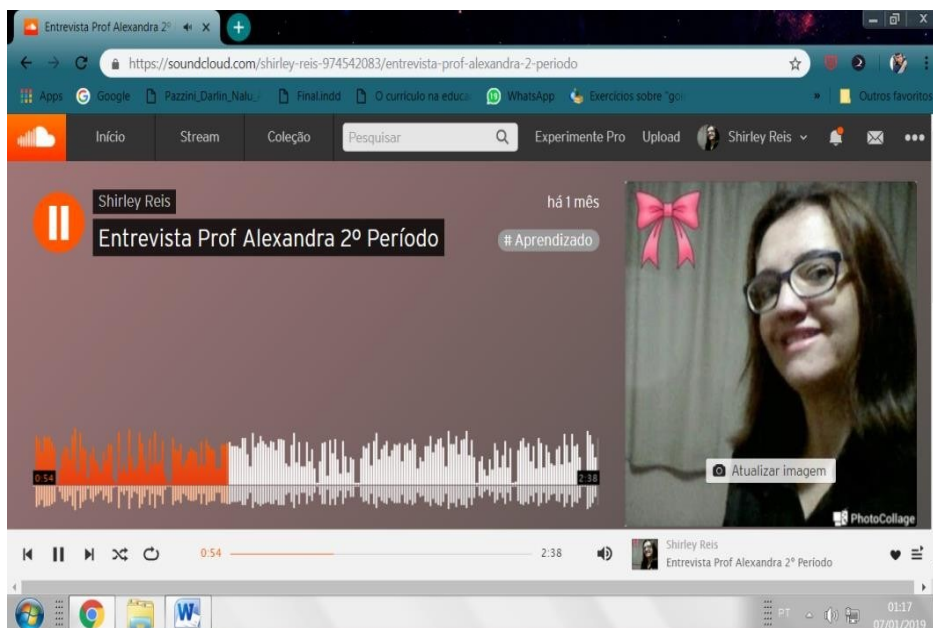 Entrevista Prof Alexandra 2º
https://soundcloud.com/shirley-reis-974542083/entrevista-prof-alexandra-2-periodo
Apps Google Pazzini_Darlin_Nalu_ Final.indd O currículo na educa WhatsApp Exercícios sobre "go Outros favoritos
Início Stream Coleção Pesquisar Experimente Pro Upload Shirley Reis
Shirley Reis há 1 mês
Entrevista Prof Alexandra 2º Período # Aprendizado
0:54 2:38
Atualizar imagem
PhotoCollage
0:54 2:38 Shirley Reis
Entrevista Prof Alexandra 2º Período
PT 01:17
07/01/2019